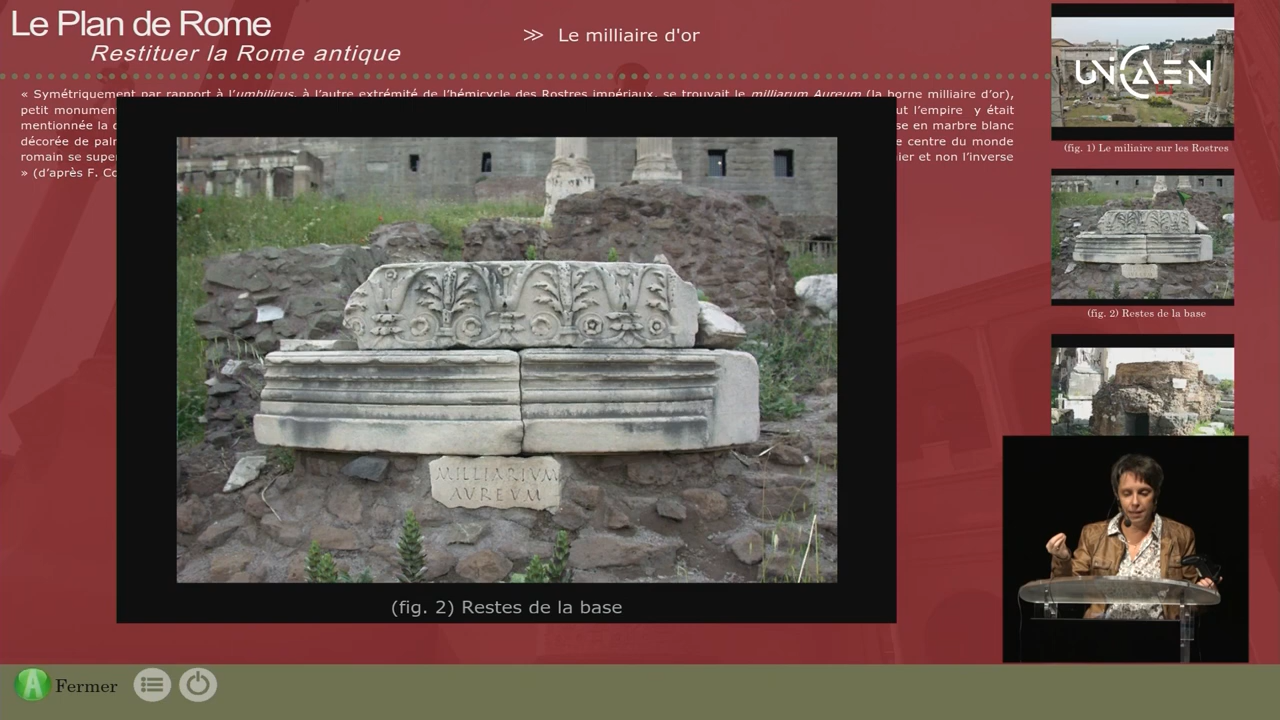 Le Plan de Rome
Restituer la Rome antique
>> Le milliaire d'or
UNICAEN
« Symétriquement par rapport à l'umbilicus, à l'autre extrémité de l'hémicycle des Rostres impériaux, se trouvait le milliarum Aureum (la borne milliaire d'or),
petit monument ut l'empire y était
mentionnée la se en marbre blanc
décorée de e centre du monde
romain se ier et non l'inverse
» (d'après F.
(fig. 1) Le miliaire sur les Rostres
(fig. 2) Restes de la base
MILLIARIVM
AVREVM
(fig. 2) Restes de la base
A Fermer